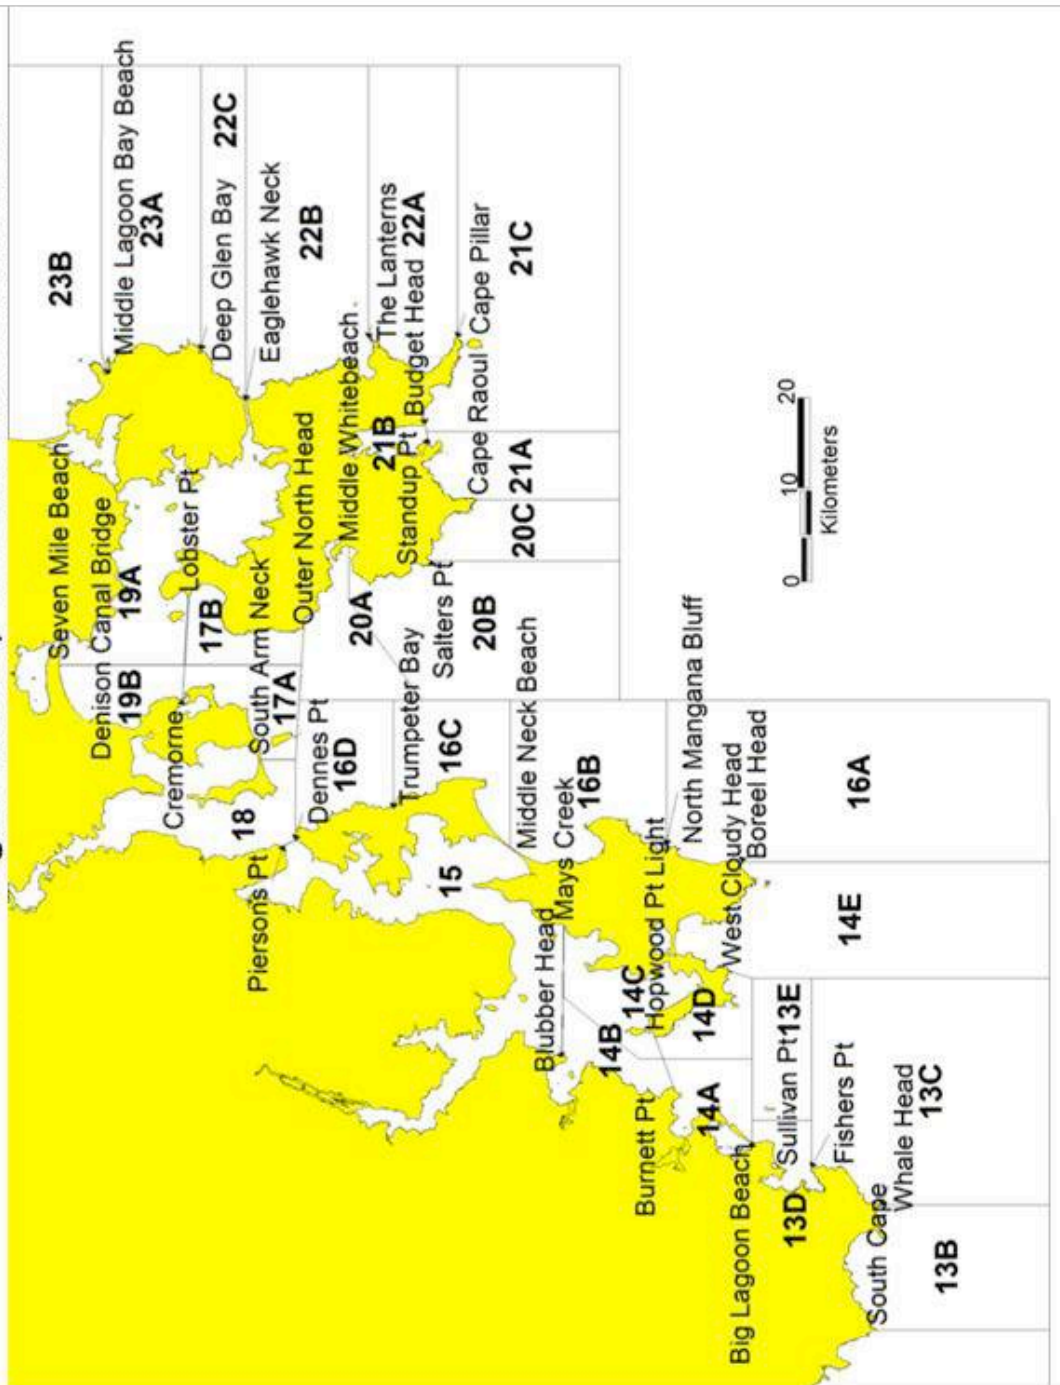 23B
Middle Lagoon Bay Beach
23A
Deep Glen Bay
22C
Eaglehawk Neck
22B
The Lanterns
22A
Budget Head
Cape Pillar
21C
Seven Mile Beach
Denison Canal Bridge
19A
19B
Lobster Pt
17B
Cremorne
South Arm Neck
17A
Outer North Head
Middle Whitebeach
21B
Standup Pt
Cape Raoul
21A
20C
20A
Salters Pt
20B
18
Piersons Pt
Dennes Pt
16D
Trumpeter Bay
16C
15
Middle Neck Beach
16B
Mays Creek
Blubber Head
North Mangana Bluff
Hopwood Pt Light
West Cloudy Head
Boreel Head
16A
14E
14C
14B
14D
14A
Burnett Pt
Big Lagoon Beach
Sullivan Pt
13E
13D
Fishers Pt
Whale Head
13C
South Cape
13B
0 10 20
Kilometers